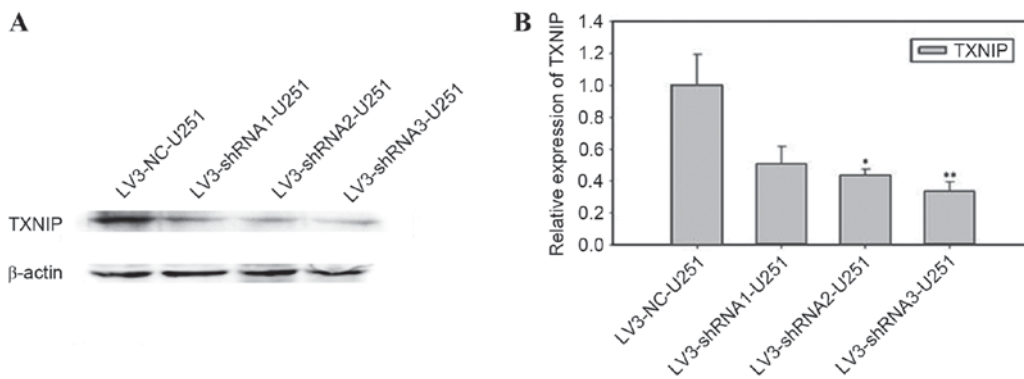 A
LV3-NC-U251
LV3-shRNA1-U251
LV3-shRNA2-U251
LV3-shRNA3-U251
TXNIP
β-actin
B
Relative expression of TXNIP
1.4
1.2
1.0
0.8
0.6
0.4
0.2
0.0
TXNIP
*
**
LV3-NC-U251
LV3-shRNA1-U251
LV3-shRNA2-U251
LV3-shRNA3-U251